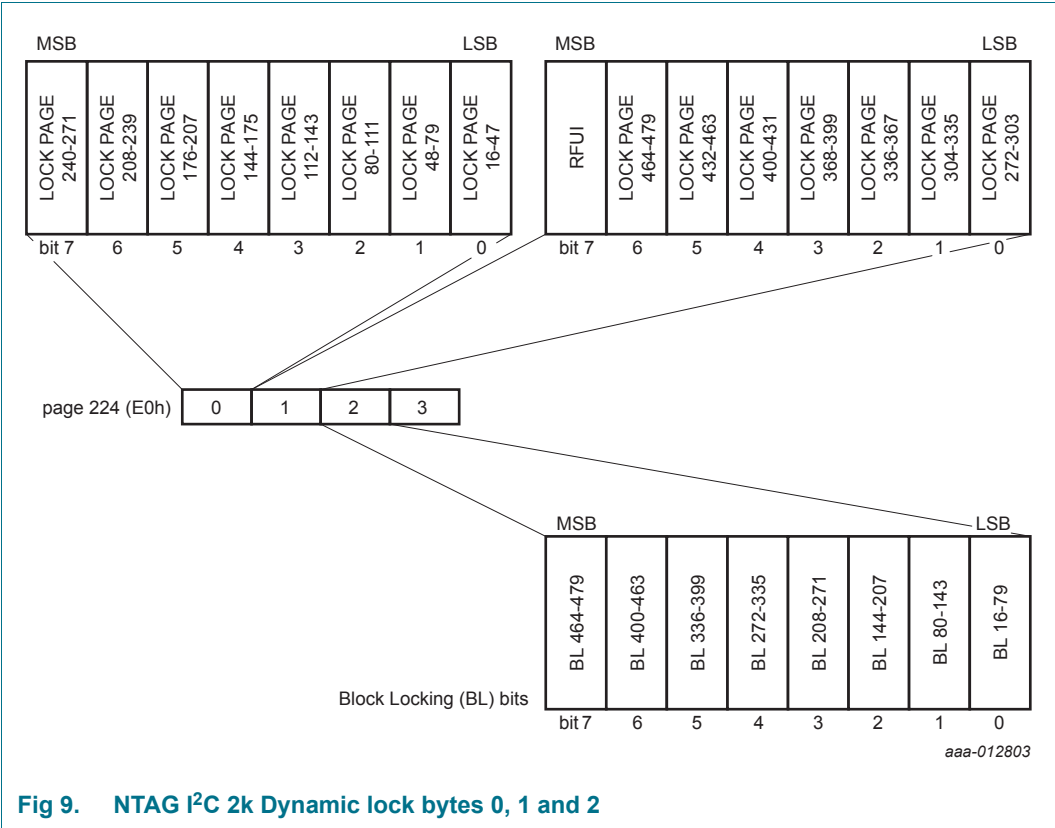 MSB LSB MSB LSB
LOCK PAGE
240-271
LOCK PAGE
208-239
LOCK PAGE
176-207
LOCK PAGE
144-175
LOCK PAGE
112-143
LOCK PAGE
80-111
LOCK PAGE
48-79
LOCK PAGE
16-47
RFUI
LOCK PAGE
464-479
LOCK PAGE
432-463
LOCK PAGE
400-431
LOCK PAGE
368-399
LOCK PAGE
336-367
LOCK PAGE
304-335
LOCK PAGE
272-303
bit 7 6 5 4 3 2 1 0 bit 7 6 5 4 3 2 1 0
page 224 (E0h) 0 1 2 3
MSB LSB
BL 464-479
BL 400-463
BL 336-399
BL 272-335
BL 208-271
BL 144-207
BL 80-143
BL 16-79
Block Locking (BL) bits
bit 7 6 5 4 3 2 1 0
aaa-012803
Fig 9. NTAG I²C 2k Dynamic lock bytes 0, 1 and 2